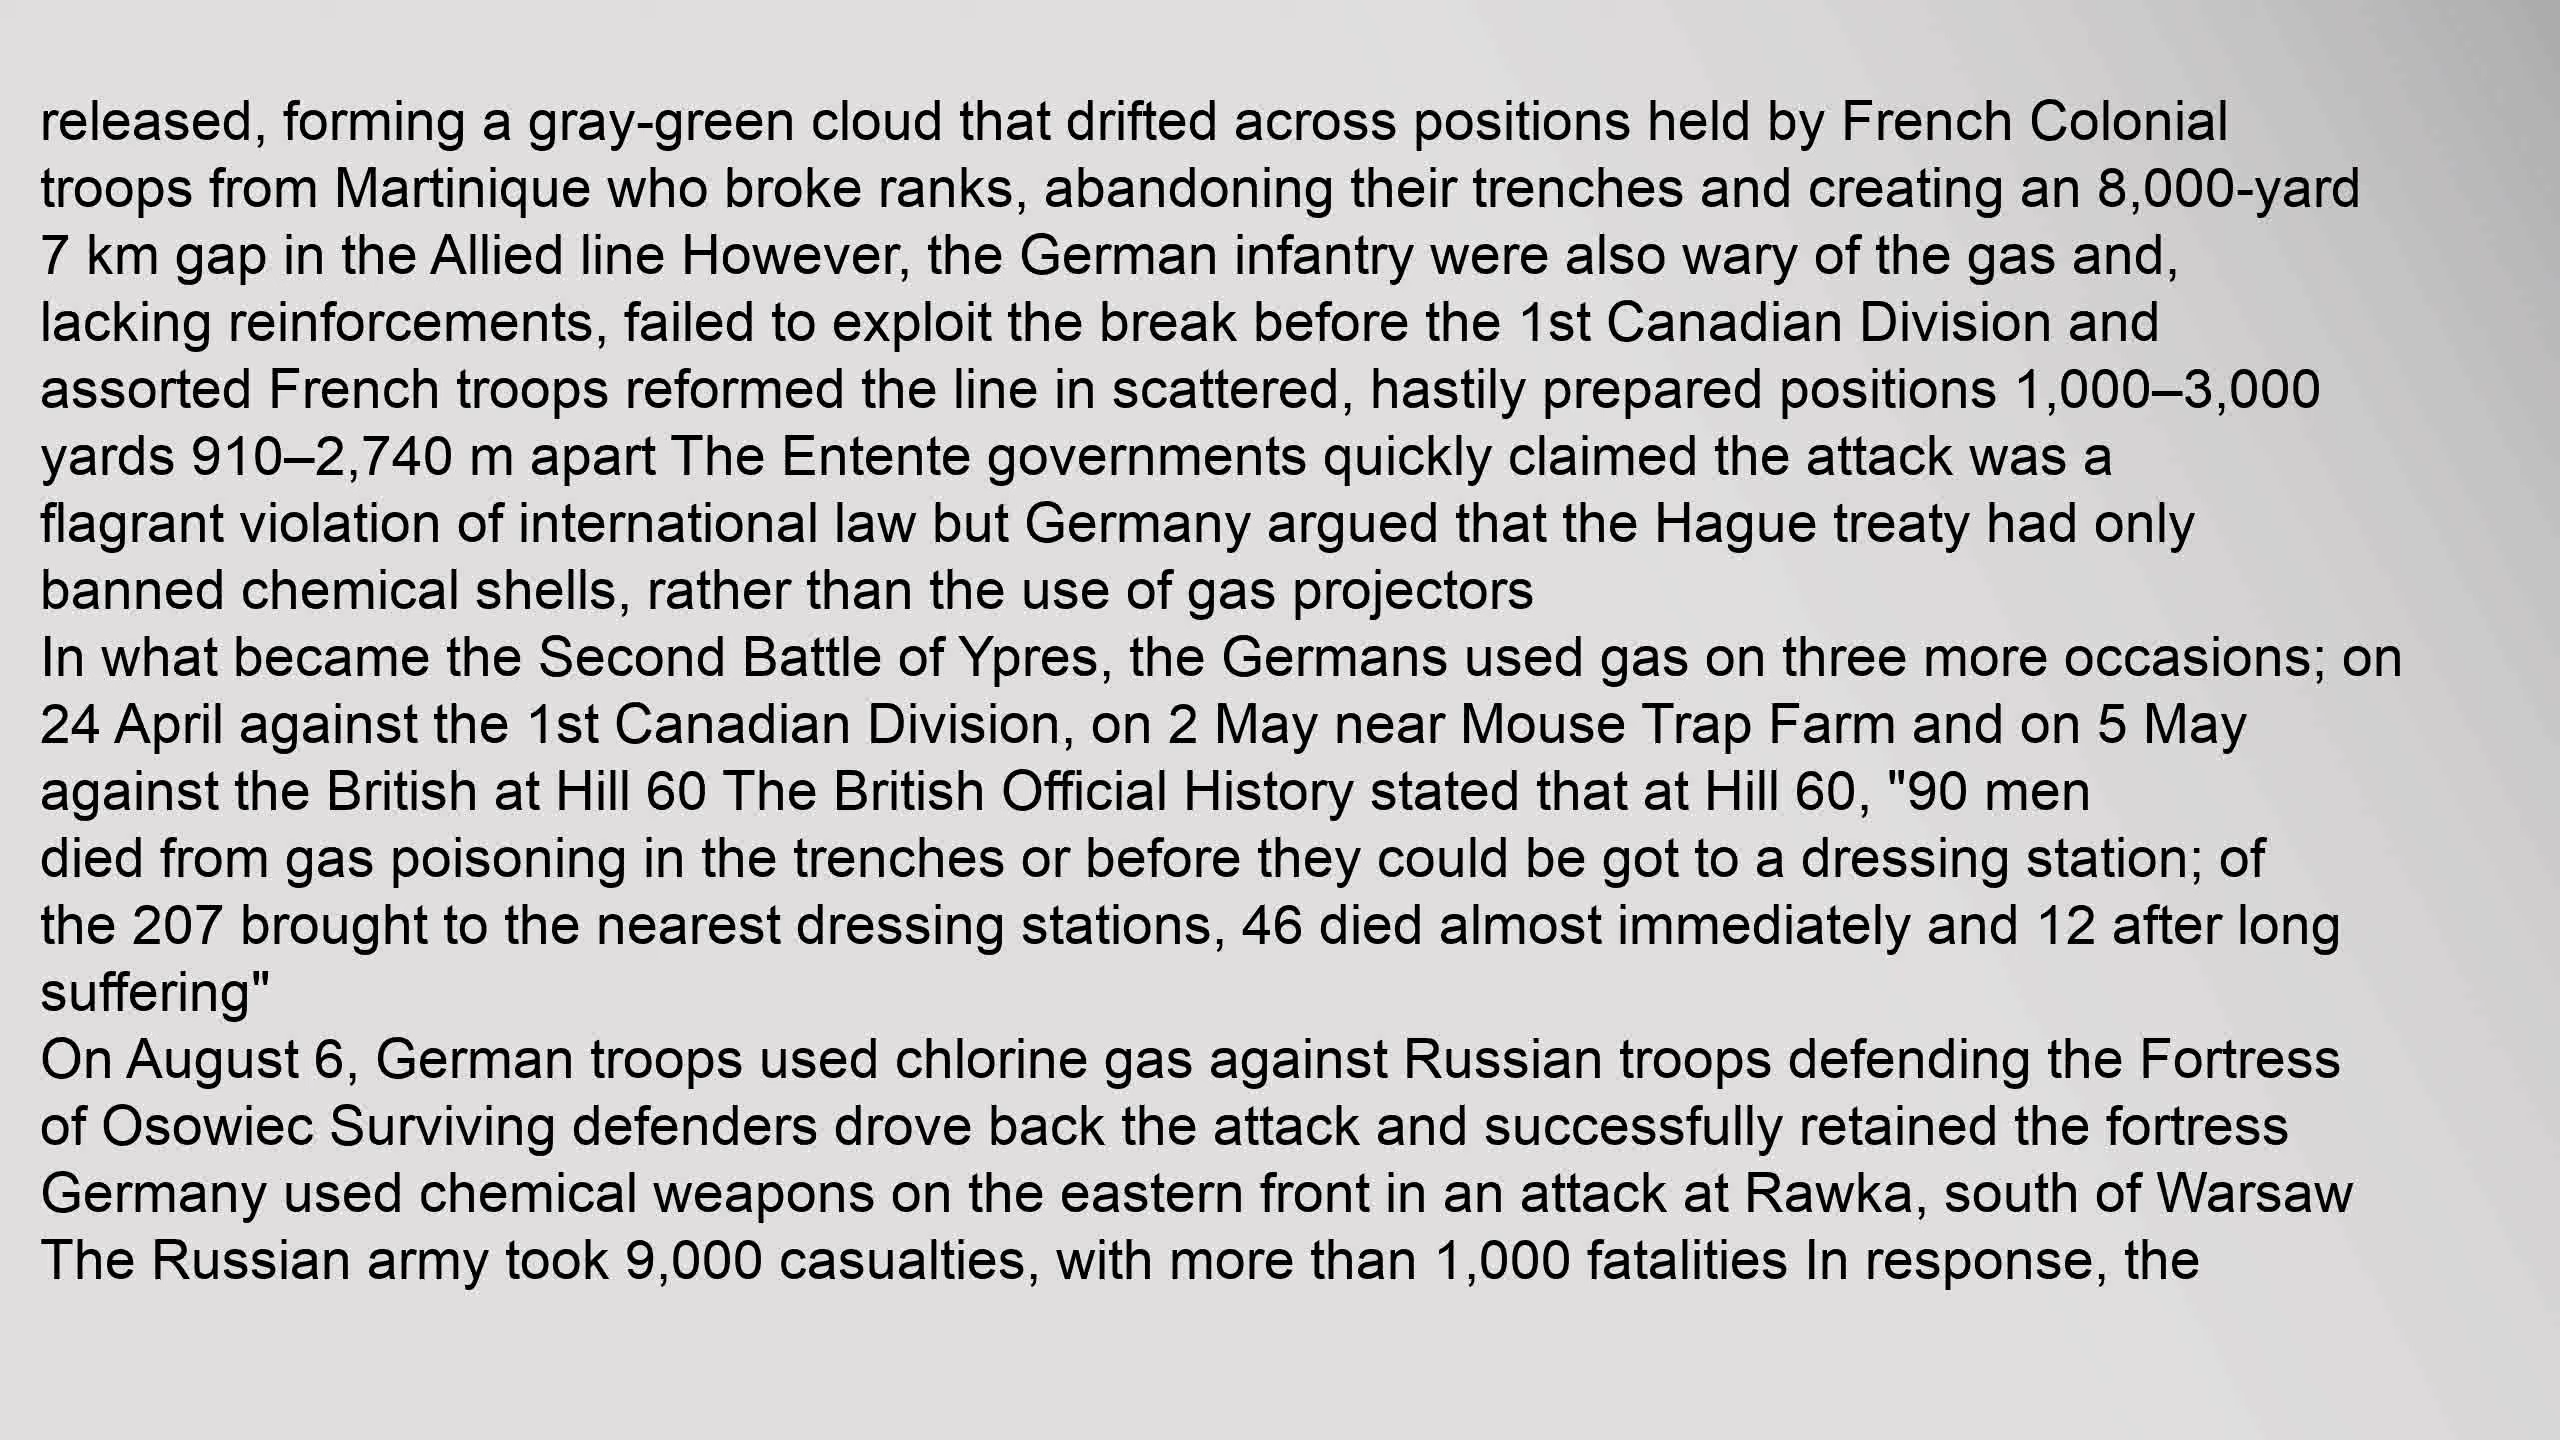 released, forming a gray-green cloud that drifted across positions held by French Colonial
troops from Martinique who broke ranks, abandoning their trenches and creating an 8,000-yard
7 km gap in the Allied line However, the German infantry were also wary of the gas and,
lacking reinforcements, failed to exploit the break before the 1st Canadian Division and
assorted French troops reformed the line in scattered, hastily prepared positions 1,000–3,000
yards 910–2,740 m apart The Entente governments quickly claimed the attack was a
flagrant violation of international law but Germany argued that the Hague treaty had only
banned chemical shells, rather than the use of gas projectors
In what became the Second Battle of Ypres, the Germans used gas on three more occasions; on
24 April against the 1st Canadian Division, on 2 May near Mouse Trap Farm and on 5 May
against the British at Hill 60 The British Official History stated that at Hill 60, "90 men
died from gas poisoning in the trenches or before they could be got to a dressing station; of
the 207 brought to the nearest dressing stations, 46 died almost immediately and 12 after long
suffering"
On August 6, German troops used chlorine gas against Russian troops defending the Fortress
of Osowiec Surviving defenders drove back the attack and successfully retained the fortress
Germany used chemical weapons on the eastern front in an attack at Rawka, south of Warsaw
The Russian army took 9,000 casualties, with more than 1,000 fatalities In response, the